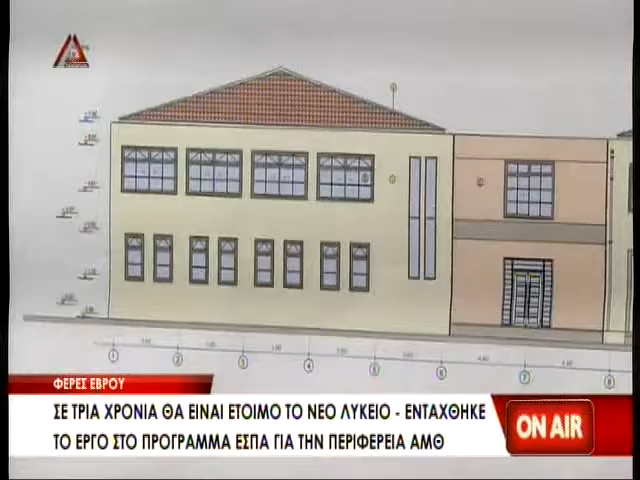 ΦΕΡΕΣ ΕΒΡΟΥ
ΣΕ ΤΡΙΑ ΧΡΟΝΙΑ ΘΑ ΕΙΝΑΙ ΕΤΟΙΜΟ ΤΟ ΝΕΟ ΛΥΚΕΙΟ - ΕΝΤΑΧΘΗΚΕ
ΤΟ ΕΡΓΟ ΣΤΟ ΠΡΟΓΡΑΜΜΑ ΕΣΠΑ ΓΙΑ ΤΗΝ ΠΕΡΙΦΕΡΕΙΑ ΑΜΘ
ON AIR